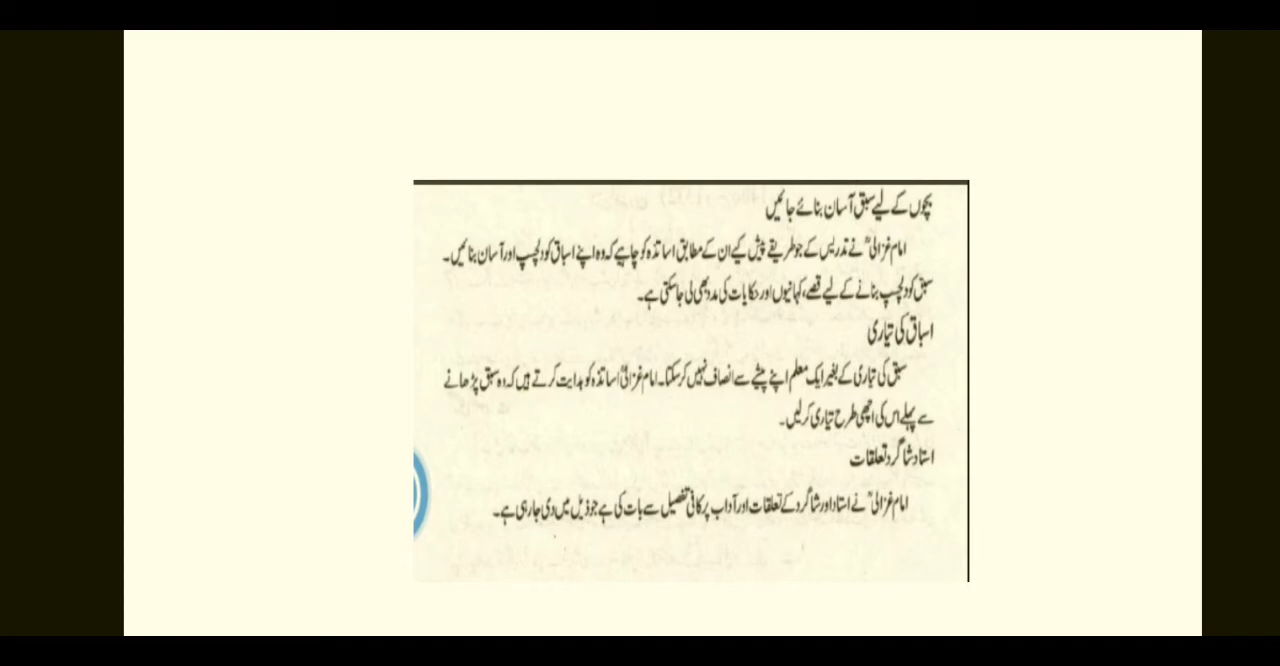 بچوں کے لیے سبق آسان بنائے جائیں
امام غزالیؒ نے تدریس کے جو طریقے پیش کیے ان کے مطابق اساتذہ کو چاہیے کہ وہ اپنے اسباق کو دلچسپ اور آسان بنائیں۔
سبق کو دلچسپ بنانے کے لیے قصے، کہانیوں اور حکایات کی مدد بھی لی جا سکتی ہے۔
اسباق کی تیاری
سبق کی تیاری کے بغیر ایک معلم اپنے پیشے سے انصاف نہیں کر سکتا۔ امام غزالیؒ اساتذہ کو ہدایت کرتے ہیں کہ وہ سبق پڑھانے
سے پہلے اس کی اچھی طرح تیاری کر لیں۔
استاد شاگرد تعلقات
امام غزالیؒ نے استاد اور شاگرد کے تعلقات اور آداب پر کافی تفصیل سے بات کی ہے جو ذیل میں دی جا رہی ہے۔